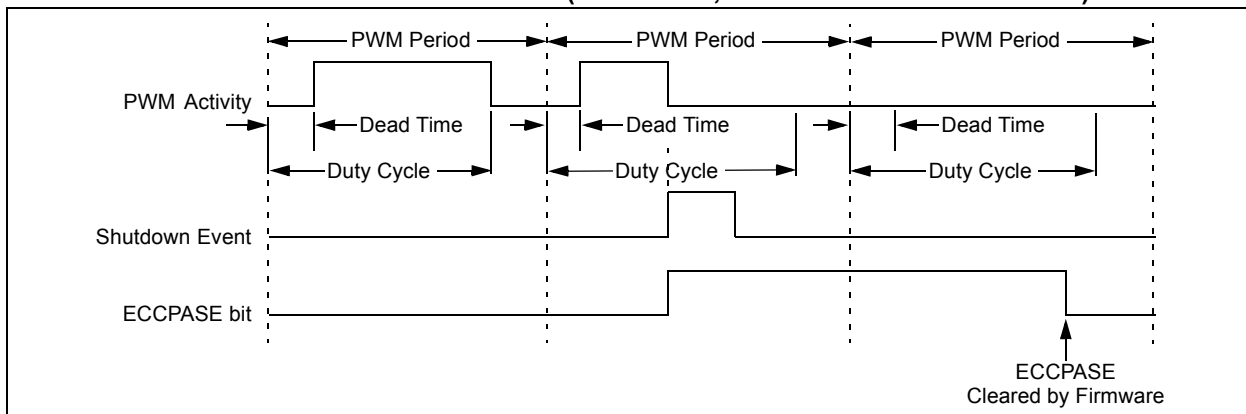 PWM Period PWM Period PWM Period
PWM Activity
Dead Time Dead Time Dead Time
Duty Cycle Duty Cycle Duty Cycle
Shutdown Event
ECCPASE bit
ECCPASE
Cleared by Firmware